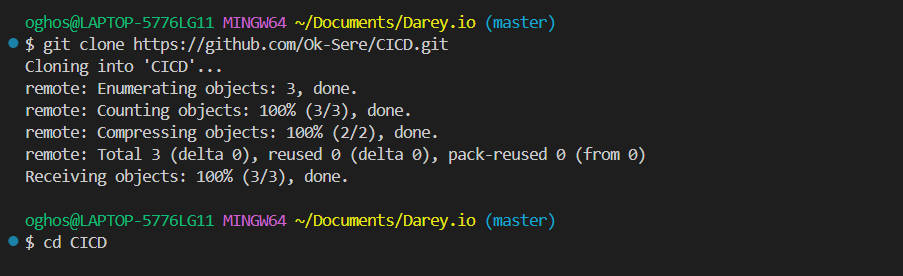 oghos@LAPTOP-5776LG11 MINGW64 ~/Documents/Darey.io (master)
$ git clone https://github.com/Ok-Sere/CICD.git
Cloning into 'CICD'...
remote: Enumerating objects: 3, done.
remote: Counting objects: 100% (3/3), done.
remote: Compressing objects: 100% (2/2), done.
remote: Total 3 (delta 0), reused 0 (delta 0), pack-reused 0 (from 0)
Receiving objects: 100% (3/3), done.
oghos@LAPTOP-5776LG11 MINGW64 ~/Documents/Darey.io (master)
$ cd CICD